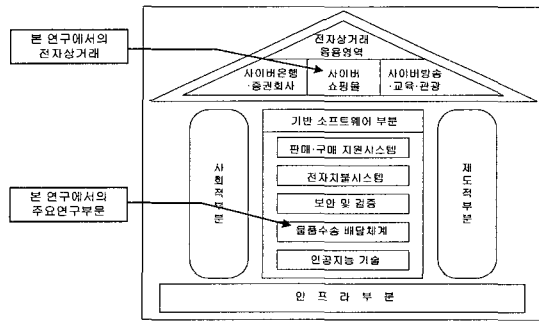 본 연구에서의
전자상거래
전자상거래
응용영역
사이버은행
·증권회사
사이버
쇼핑몰
사이버방송
·교육·관광
기반 소프트웨어 부분
판매·구매 지원시스템
전자지불시스템
보안 및 검증
물품수송 배달체계
인공지능 기술
사회적부분
제도적부분
본 연구에서의
주요연구부문
인 프 라 부 분